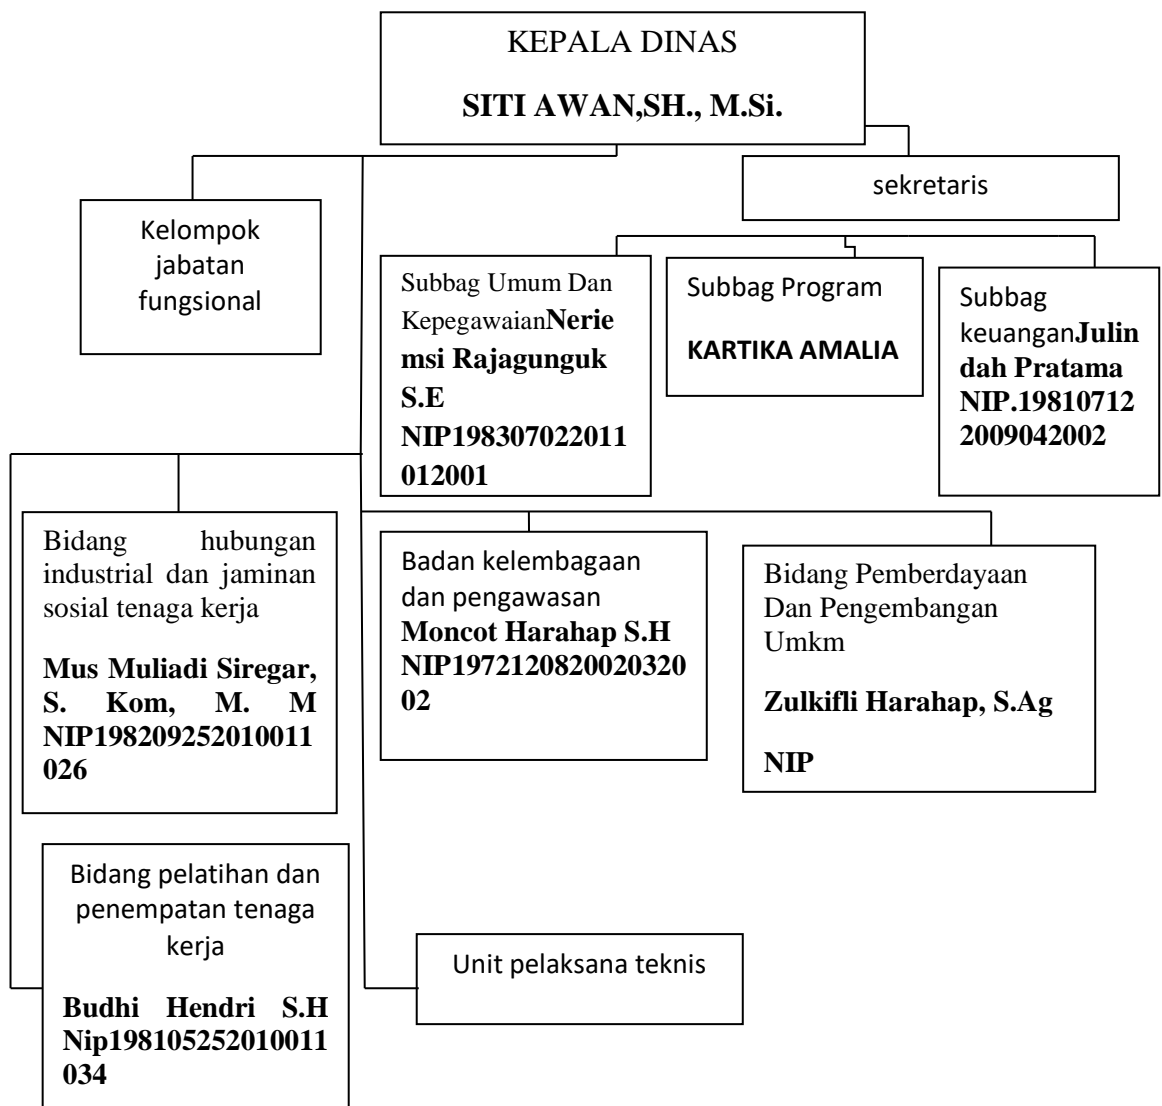 KEPALA DINAS
SITI AWAN,SH., M.Si.
sekretaris
Kelompok
jabatan
fungsional
Subbag Umum Dan
KepegawaianNerie
msi Rajagunguk
S.E
NIP198307022011
012001
Subbag Program
KARTIKA AMALIA
Subbag
keuanganJulin
dah Pratama
NIP.19810712
2009042002
Bidang hubungan
industrial dan jaminan
sosial tenaga kerja
Mus Muliadi Siregar,
S. Kom, M. M
NIP198209252010011
026
Badan kelembagaan
dan pengawasan
Moncot Harahap S.H
NIP1972120820020320
02
Bidang Pemberdayaan
Dan Pengembangan
Umkm
Zulkifli Harahap, S.Ag
NIP
Bidang pelatihan dan
penempatan tenaga
kerja
Budhi Hendri S.H
Nip198105252010011
034
Unit pelaksana teknis